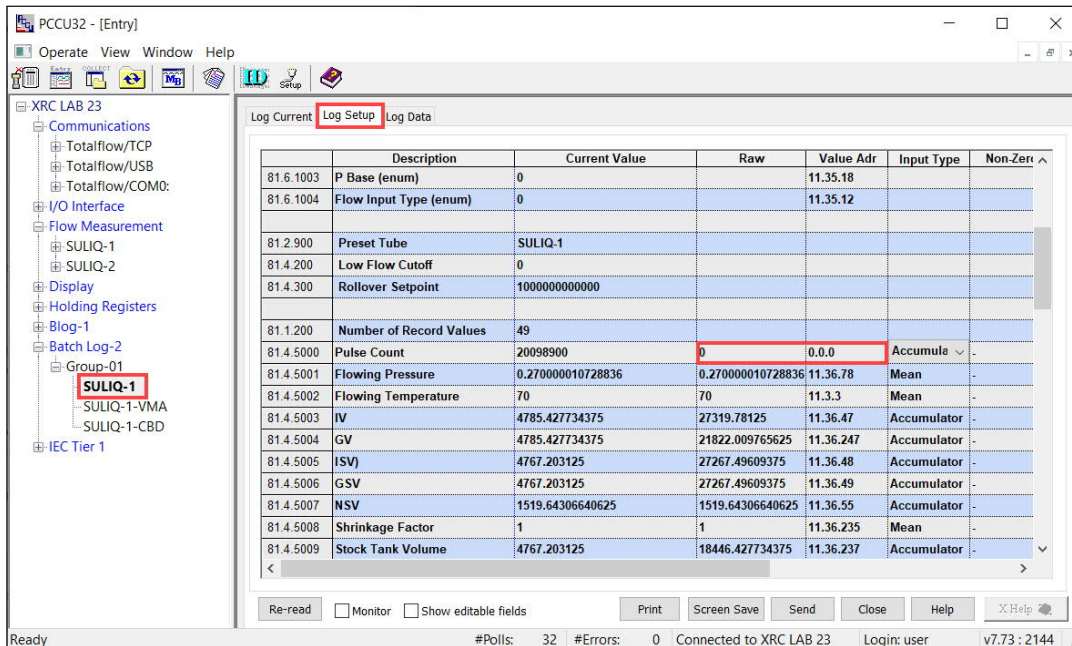 PCCU32 - [Entry]
Operate View Window Help
Entry COLLECT MB ID Setup
XRC LAB 23
Communications
Totalflow/TCP
Totalflow/USB
Totalflow/COM0:
I/O Interface
Flow Measurement
SULIQ-1
SULIQ-2
Display
Holding Registers
Blog-1
Batch Log-2
Group-01
SULIQ-1
SULIQ-1-VMA
SULIQ-1-CBD
IEC Tier 1
Log Current Log Setup Log Data
Description Current Value Raw Value Adr Input Type Non-Zero
81.6.1003 P Base (enum) 0 11.35.18
81.6.1004 Flow Input Type (enum) 0 11.35.12
81.2.900 Preset Tube SULIQ-1
81.4.200 Low Flow Cutoff 0
81.4.300 Rollover Setpoint 1000000000000
81.1.200 Number of Record Values 49
81.4.5000 Pulse Count 20098900 0 0.0.0 Accumula -
81.4.5001 Flowing Pressure 0.270000010728836 0.270000010728836 11.36.78 Mean -
81.4.5002 Flowing Temperature 70 70 11.3.3 Mean -
81.4.5003 IV 4785.427734375 27319.78125 11.36.47 Accumulator -
81.4.5004 GV 4785.427734375 21822.009765625 11.36.247 Accumulator -
81.4.5005 ISV) 4767.203125 27267.49609375 11.36.48 Accumulator -
81.4.5006 GSV 4767.203125 27267.49609375 11.36.49 Accumulator -
81.4.5007 NSV 1519.64306640625 1519.64306640625 11.36.55 Accumulator -
81.4.5008 Shrinkage Factor 1 1 11.36.235 Mean -
81.4.5009 Stock Tank Volume 4767.203125 18446.427734375 11.36.237 Accumulator -
Re-read Monitor Show editable fields Print Screen Save Send Close Help X Help
Ready #Polls: 32 #Errors: 0 Connected to XRC LAB 23 Login: user v7.73 : 2144